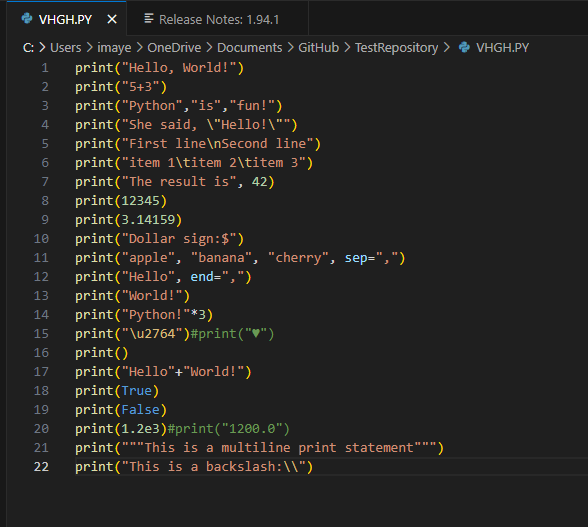 VHGH.PY × Release Notes: 1.94.1
C: > Users > imaye > OneDrive > Documents > GitHub > TestRepository > VHGH.PY
1 print("Hello, World!")
2 print("5+3")
3 print("Python","is","fun!")
4 print("She said, \"Hello!\"")
5 print("First line\nSecond line")
6 print("item 1\titem 2\titem 3")
7 print("The result is", 42)
8 print(12345)
9 print(3.14159)
10 print("Dollar sign:$")
11 print("apple", "banana", "cherry", sep=",")
12 print("Hello", end=",")
13 print("World!")
14 print("Python!"*3)
15 print("\u2764")#print("♥")
16 print()
17 print("Hello"+"World!")
18 print(True)
19 print(False)
20 print(1.2e3)#print("1200.0")
21 print("""This is a multiline print statement""")
22 print("This is a backslash:\\")